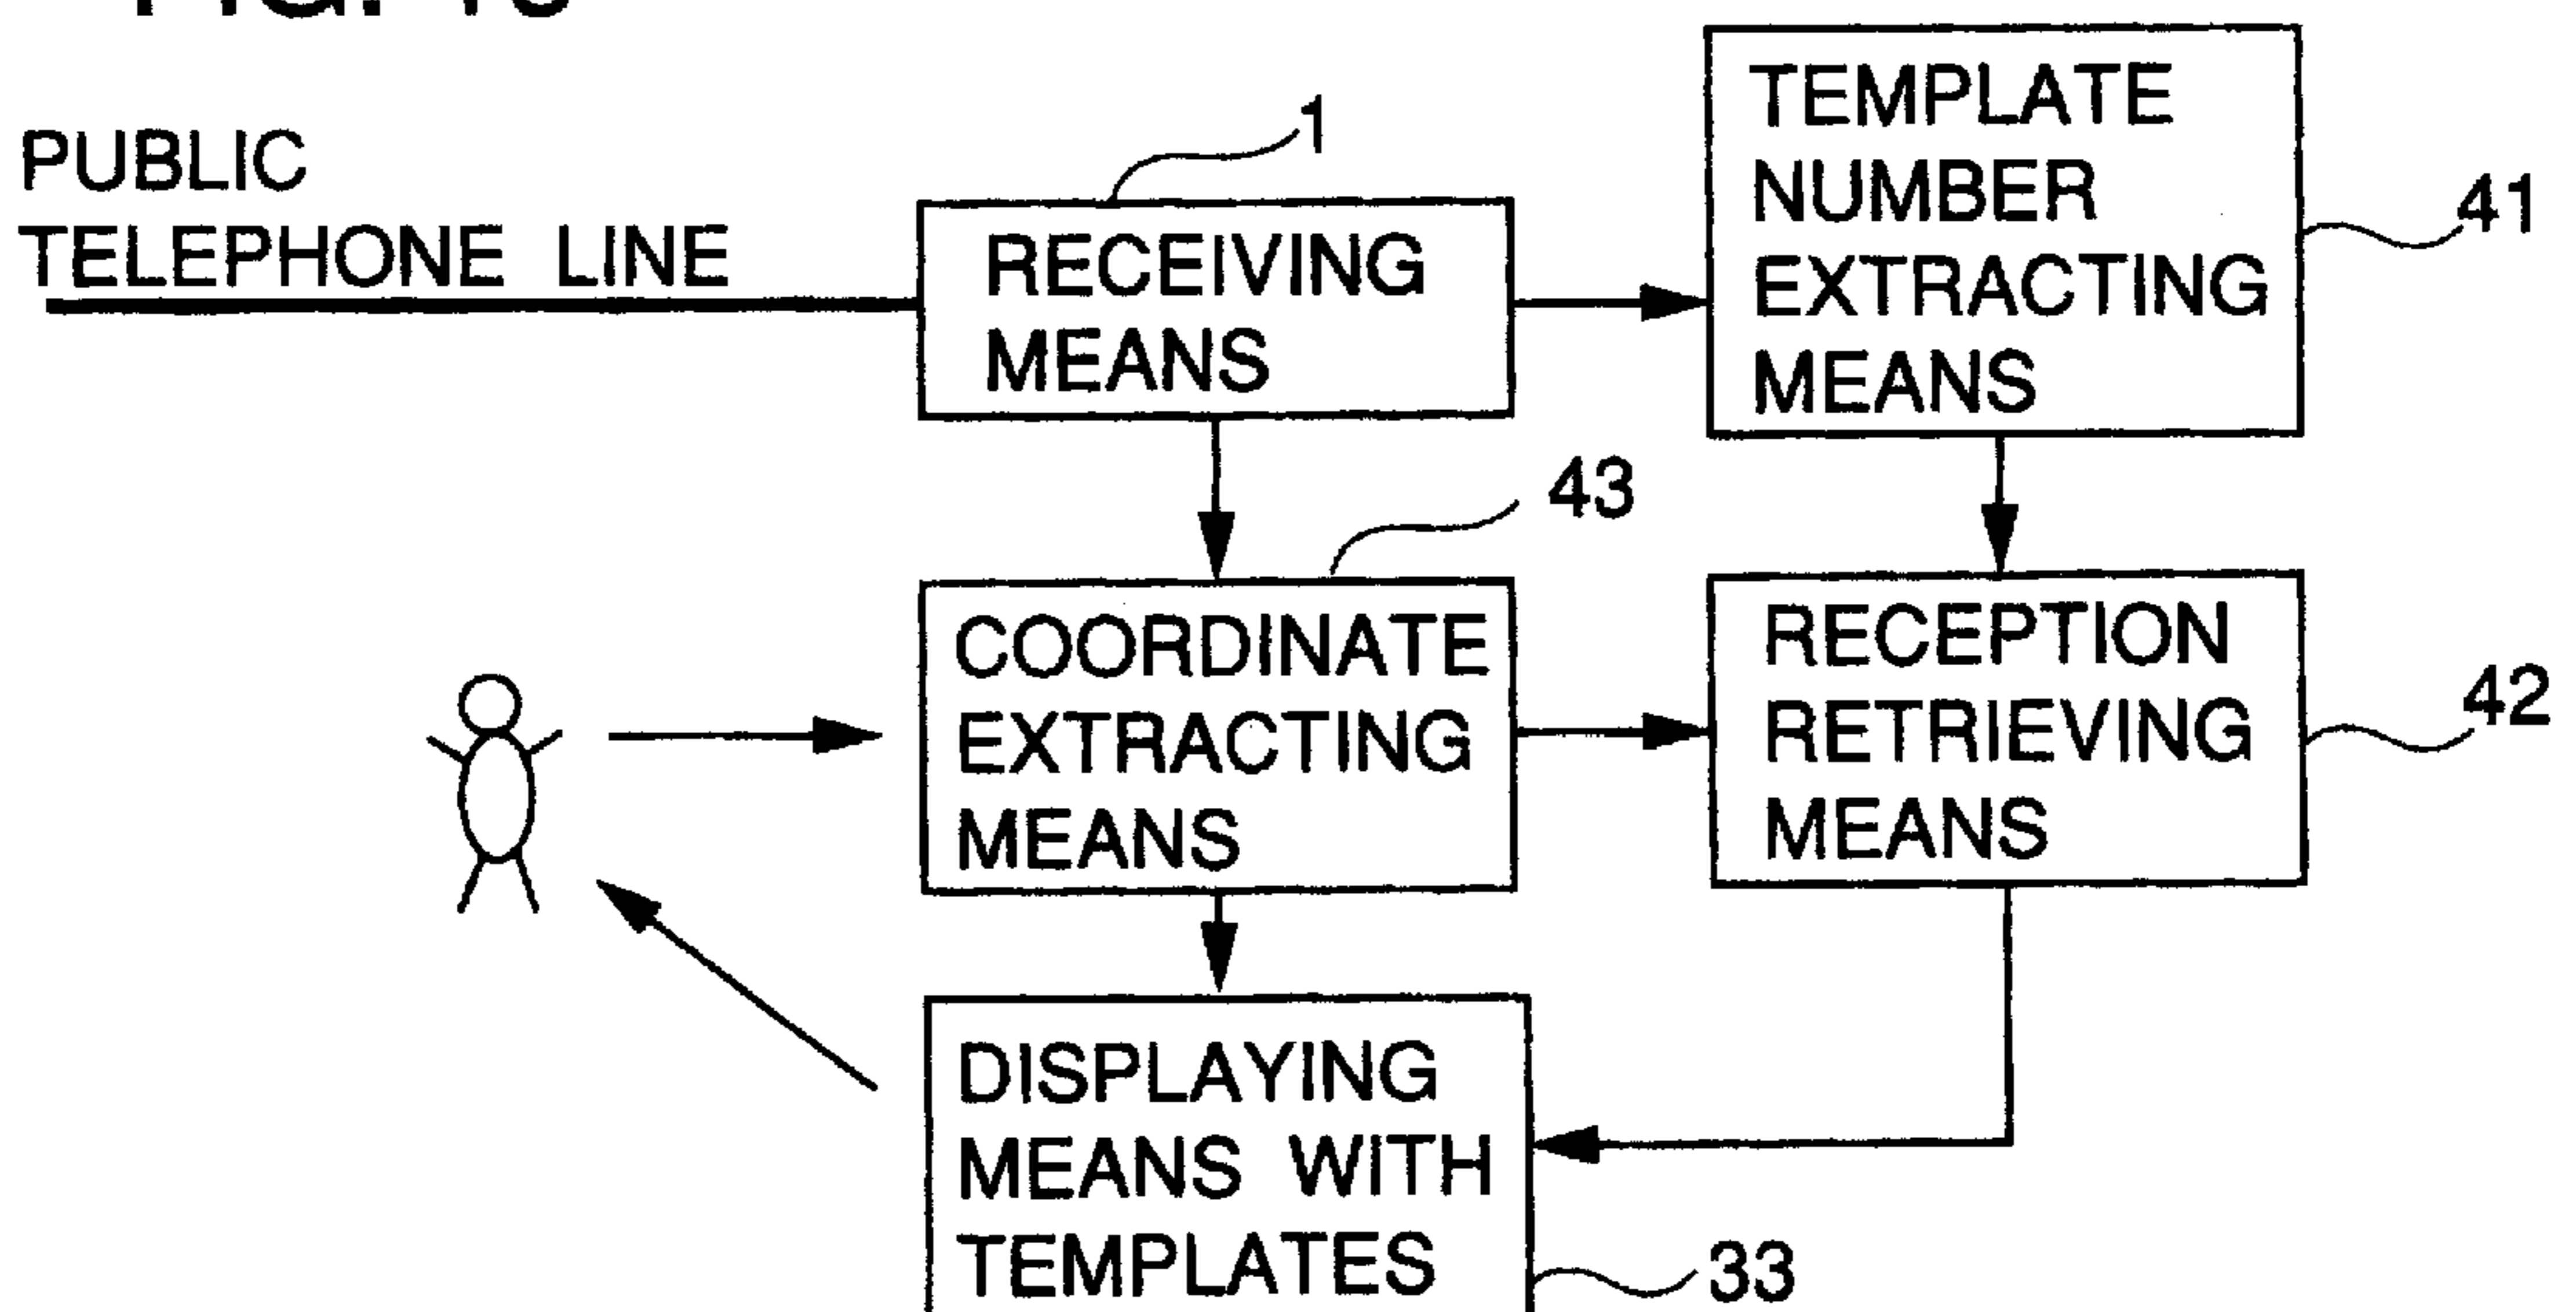 PUBLIC
TELEPHONE LINE
1
RECEIVING
MEANS
TEMPLATE
NUMBER
EXTRACTING
MEANS
41
43
COORDINATE
EXTRACTING
MEANS
RECEPTION
RETRIEVING
MEANS
42
DISPLAYING
MEANS WITH
TEMPLATES
33